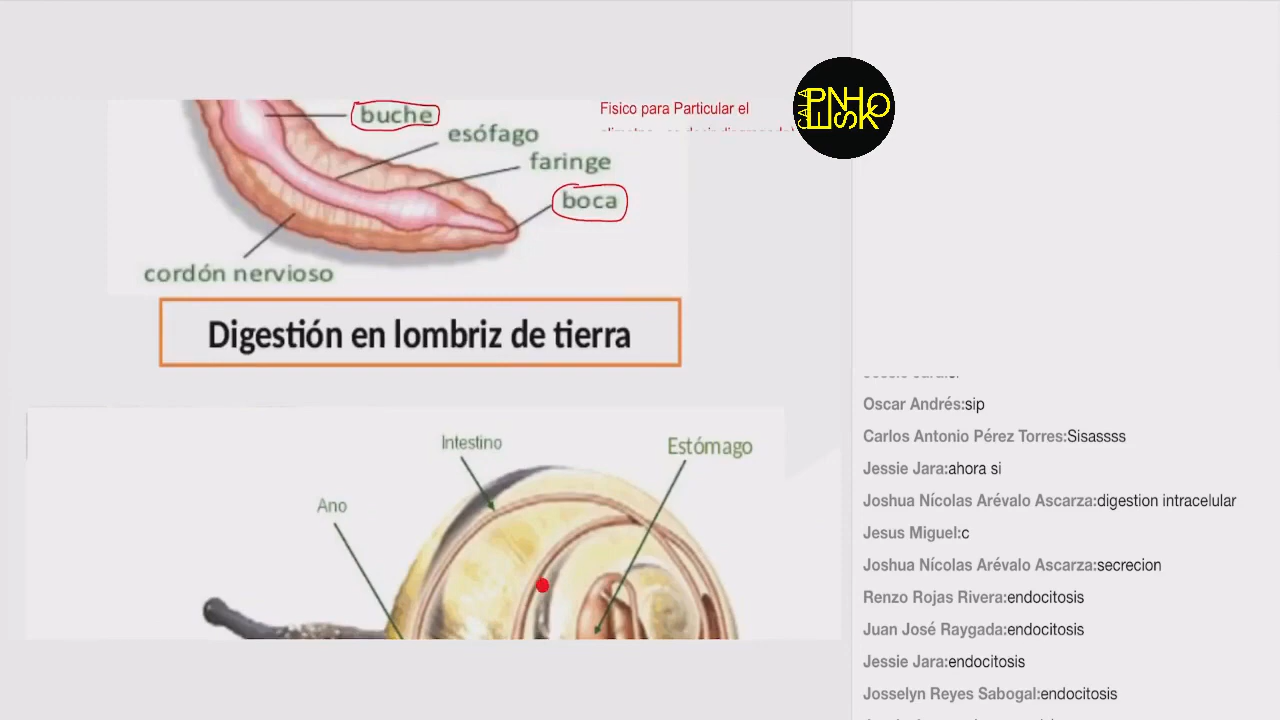 buche
esófago
faringe
boca
cordón nervioso
Fisico para Particular el
Digestión en lombriz de tierra
Intestino
Estómago
Ano
Oscar Andrés:sip
Carlos Antonio Pérez Torres:Sisassss
Jessie Jara:ahora si
Joshua Nícolas Arévalo Ascarza:digestion intracelular
Jesus Miguel:c
Joshua Nícolas Arévalo Ascarza:secrecion
Renzo Rojas Rivera:endocitosis
Juan José Raygada:endocitosis
Jessie Jara:endocitosis
Josselyn Reyes Sabogal:endocitosis